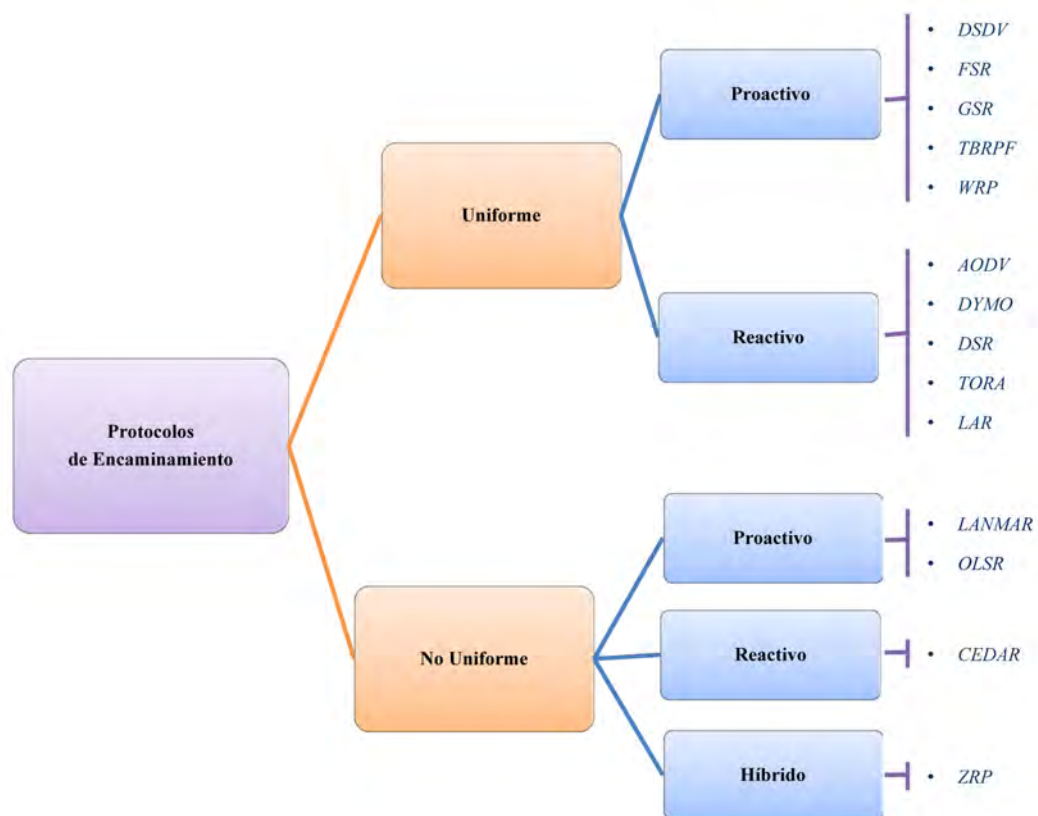 Protocolos
de Encaminamiento
Uniforme
Proactivo
• DSDV
• FSR
• GSR
• TBRPF
• WRP
Reactivo
• AODV
• DYMO
• DSR
• TORA
• LAR
No Uniforme
Proactivo
• LANMAR
• OLSR
Reactivo
• CEDAR
Híbrido
• ZRP